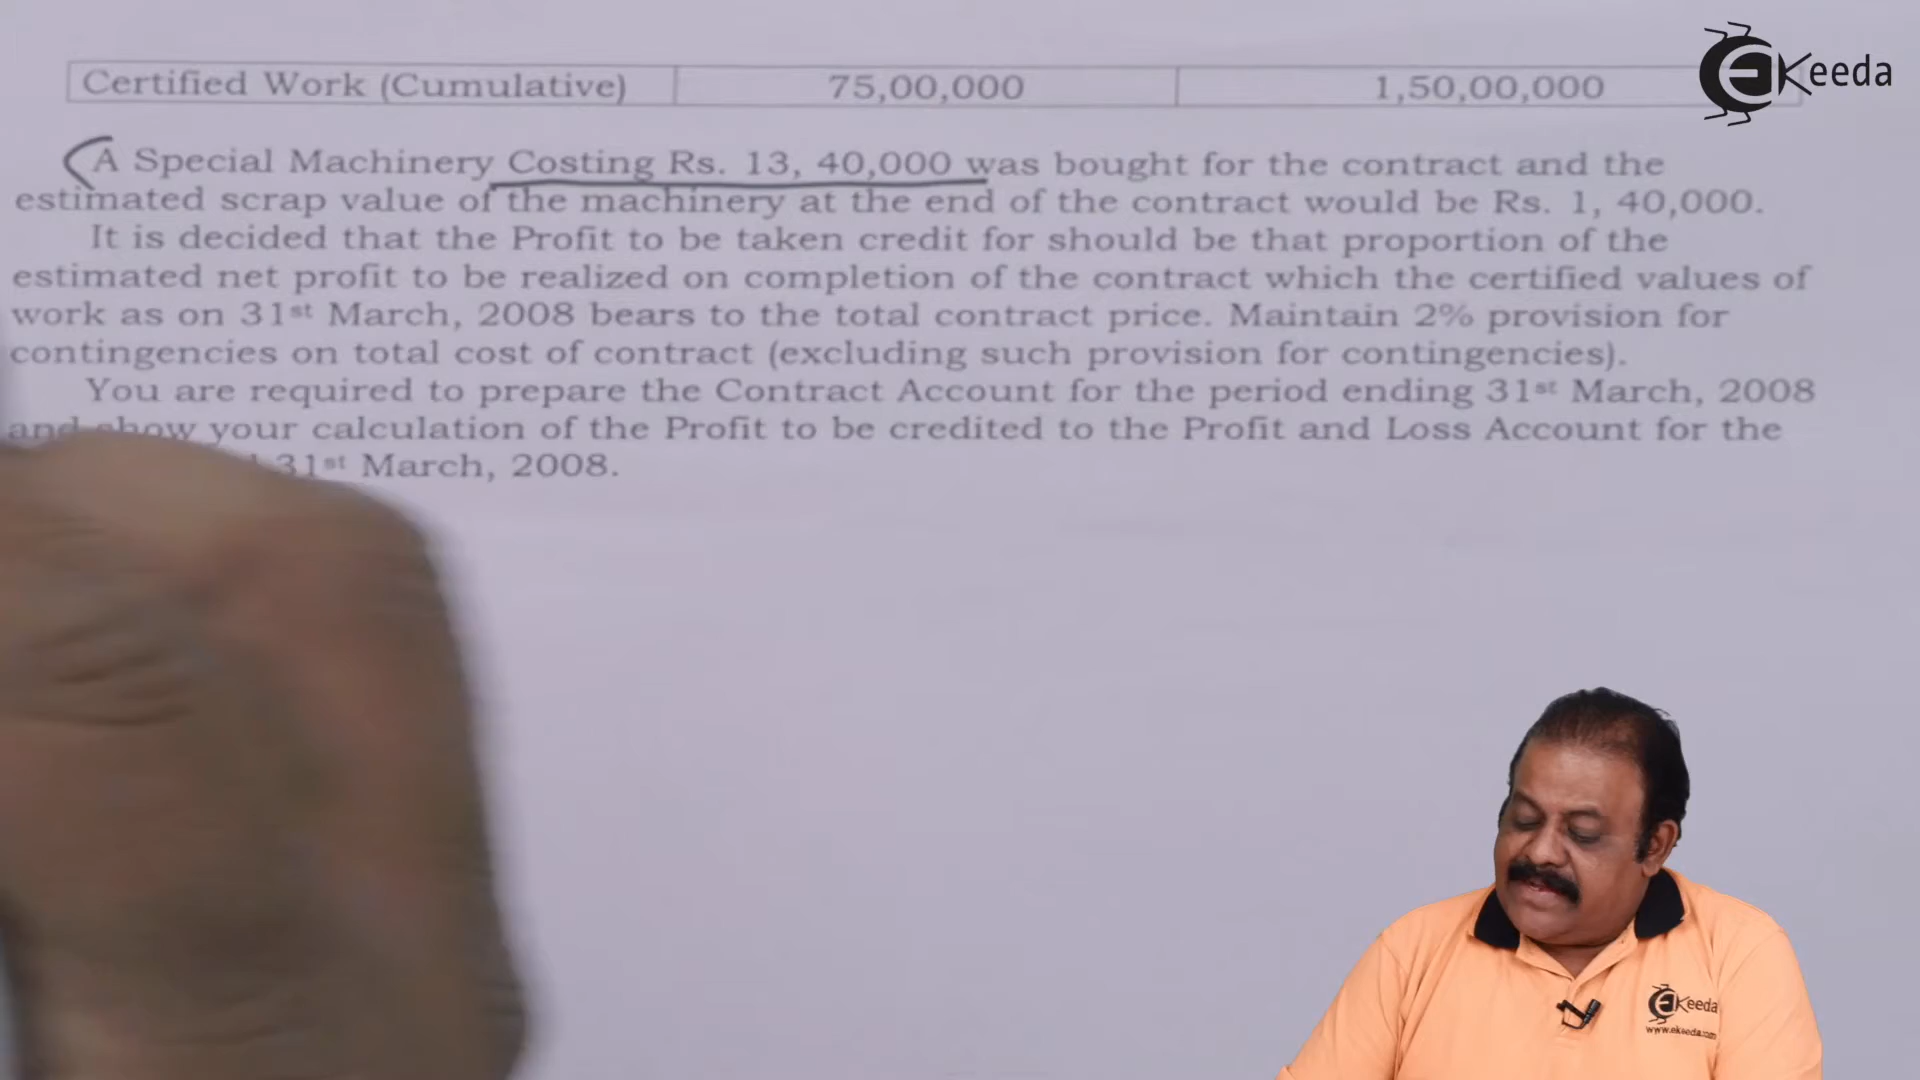 Keeda
Certified Work (Cumulative) 75,00,000 1,50,00,000
A Special Machinery Costing Rs. 13, 40,000 was bought for the contract and the
estimated scrap value of the machinery at the end of the contract would be Rs. 1, 40,000.
It is decided that the Profit to be taken credit for should be that proportion of the
estimated net profit to be realized on completion of the contract which the certified values of
work as on 31st March, 2008 bears to the total contract price. Maintain 2% provision for
contingencies on total cost of contract (excluding such provision for contingencies).
You are required to prepare the Contract Account for the period ending 31st March, 2008
and show your calculation of the Profit to be credited to the Profit and Loss Account for the
31st March, 2008.
Keeda
www.ekeeda.com